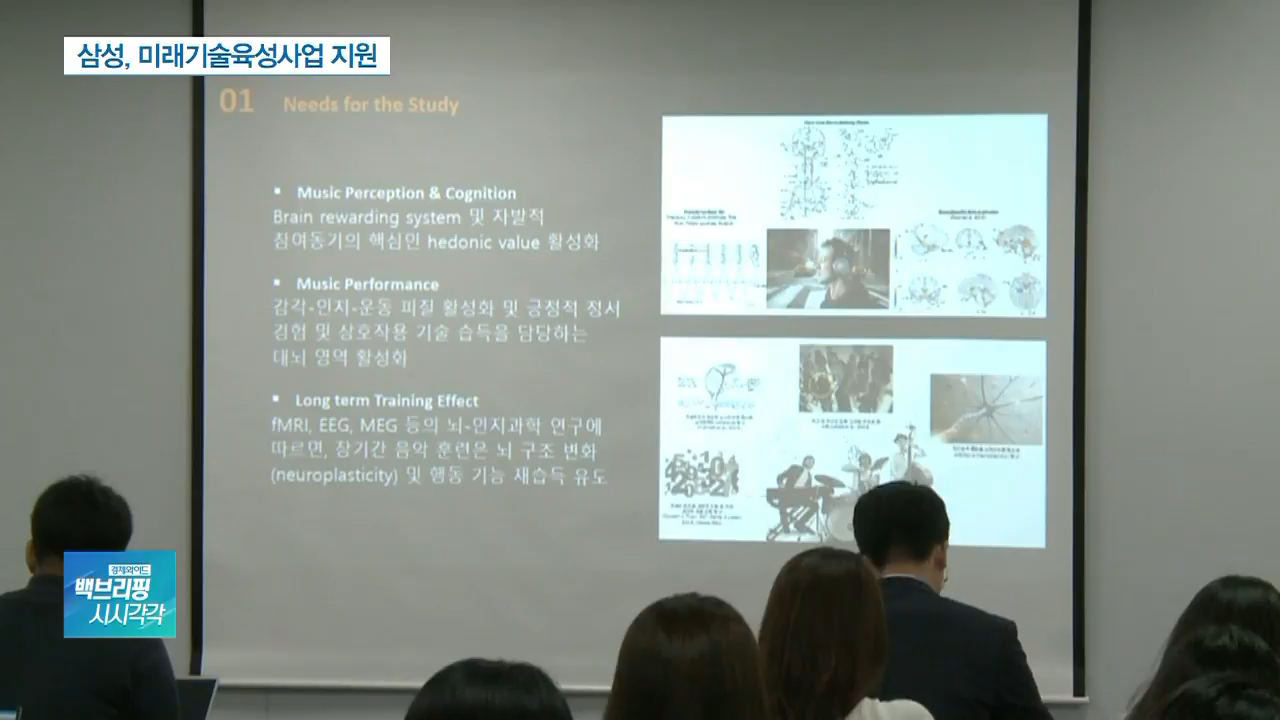 삼성, 미래기술육성사업 지원
01 Needs for the Study
▪ Music Perception & Cognition
Brain rewarding system 및 자발적
참여동기의 핵심인 hedonic value 활성화
▪ Music Performance
감각-인지-운동 피질 활성화 및 긍정적 정서
경험 및 상호작용 기술 습득을 담당하는
대뇌 영역 활성화
▪ Long term Training Effect
fMRI, EEG, MEG 등의 뇌-인지과학 연구에
따르면, 장기간 음악 훈련은 뇌 구조 변화
(neuroplasticity) 및 행동 기능 재습득 유도
경제와이드
백브리핑
시시각각